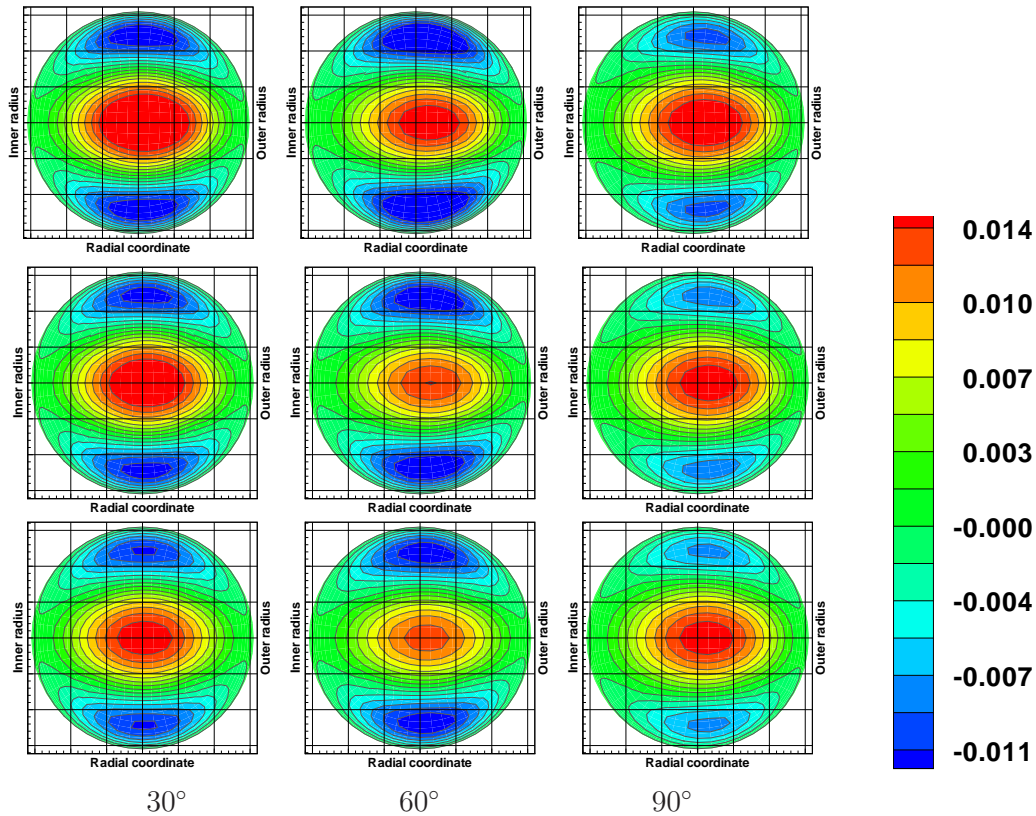 Inner radius
Outer radius
Inner radius
Outer radius
Inner radius
Outer radius
Radial coordinate
Radial coordinate
Radial coordinate
Inner radius
Outer radius
Inner radius
Outer radius
Inner radius
Outer radius
Radial coordinate
Radial coordinate
Radial coordinate
Inner radius
Outer radius
Inner radius
Outer radius
Inner radius
Outer radius
Radial coordinate
Radial coordinate
Radial coordinate
30°
60°
90°
0.014
0.010
0.007
0.003
-0.000
-0.004
-0.007
-0.011